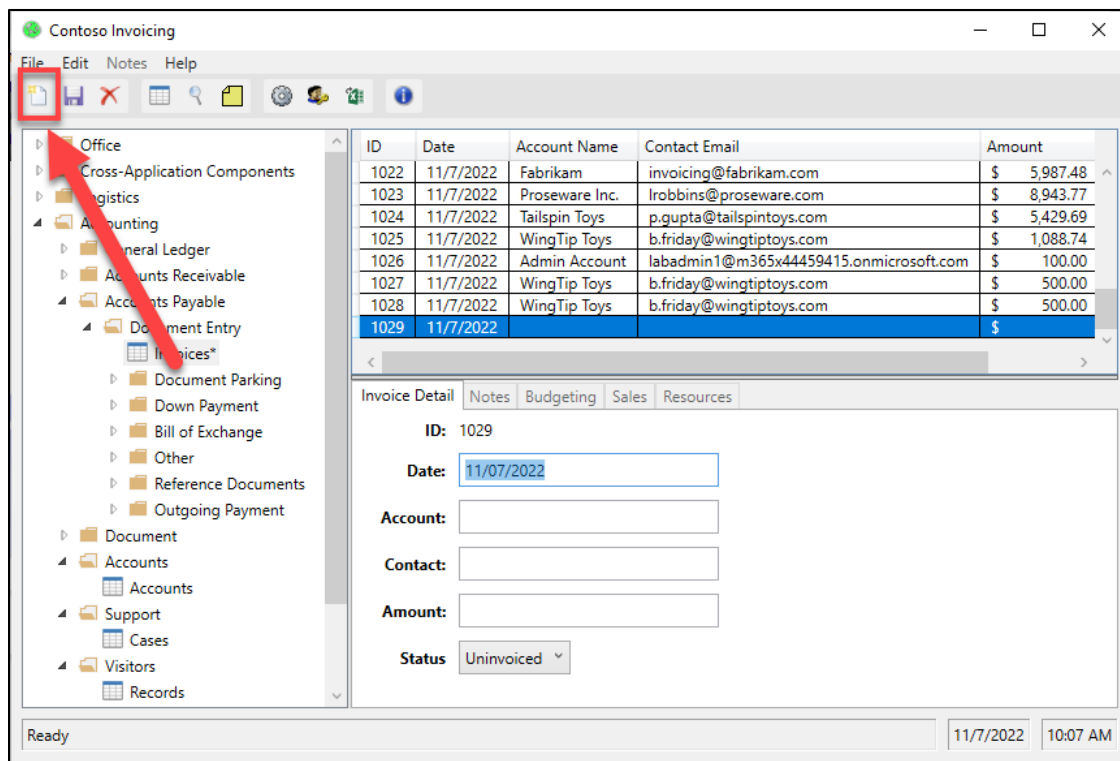 Contoso Invoicing
File Edit Notes Help
Office
Cross-Application Components
Logistics
Accounting
General Ledger
Accounts Receivable
Accounts Payable
Document Entry
Invoices*
Document Parking
Down Payment
Bill of Exchange
Other
Reference Documents
Outgoing Payment
Document
Accounts
Accounts
Support
Cases
Visitors
Records
ID Date Account Name Contact Email Amount
1022 11/7/2022 Fabrikam invoicing@fabrikam.com $ 5,987.48
1023 11/7/2022 Proseware Inc. lrobbins@proseware.com $ 8,943.77
1024 11/7/2022 Tailspin Toys p.gupta@tailspintoys.com $ 5,429.69
1025 11/7/2022 WingTip Toys b.friday@wingtiptoys.com $ 1,088.74
1026 11/7/2022 Admin Account labadmin1@m365x44459415.onmicrosoft.com $ 100.00
1027 11/7/2022 WingTip Toys b.friday@wingtiptoys.com $ 500.00
1028 11/7/2022 WingTip Toys b.friday@wingtiptoys.com $ 500.00
1029 11/7/2022 $
Invoice Detail Notes Budgeting Sales Resources
ID: 1029
Date: 11/07/2022
Account:
Contact:
Amount:
Status Uninvoiced
Ready 11/7/2022 10:07 AM